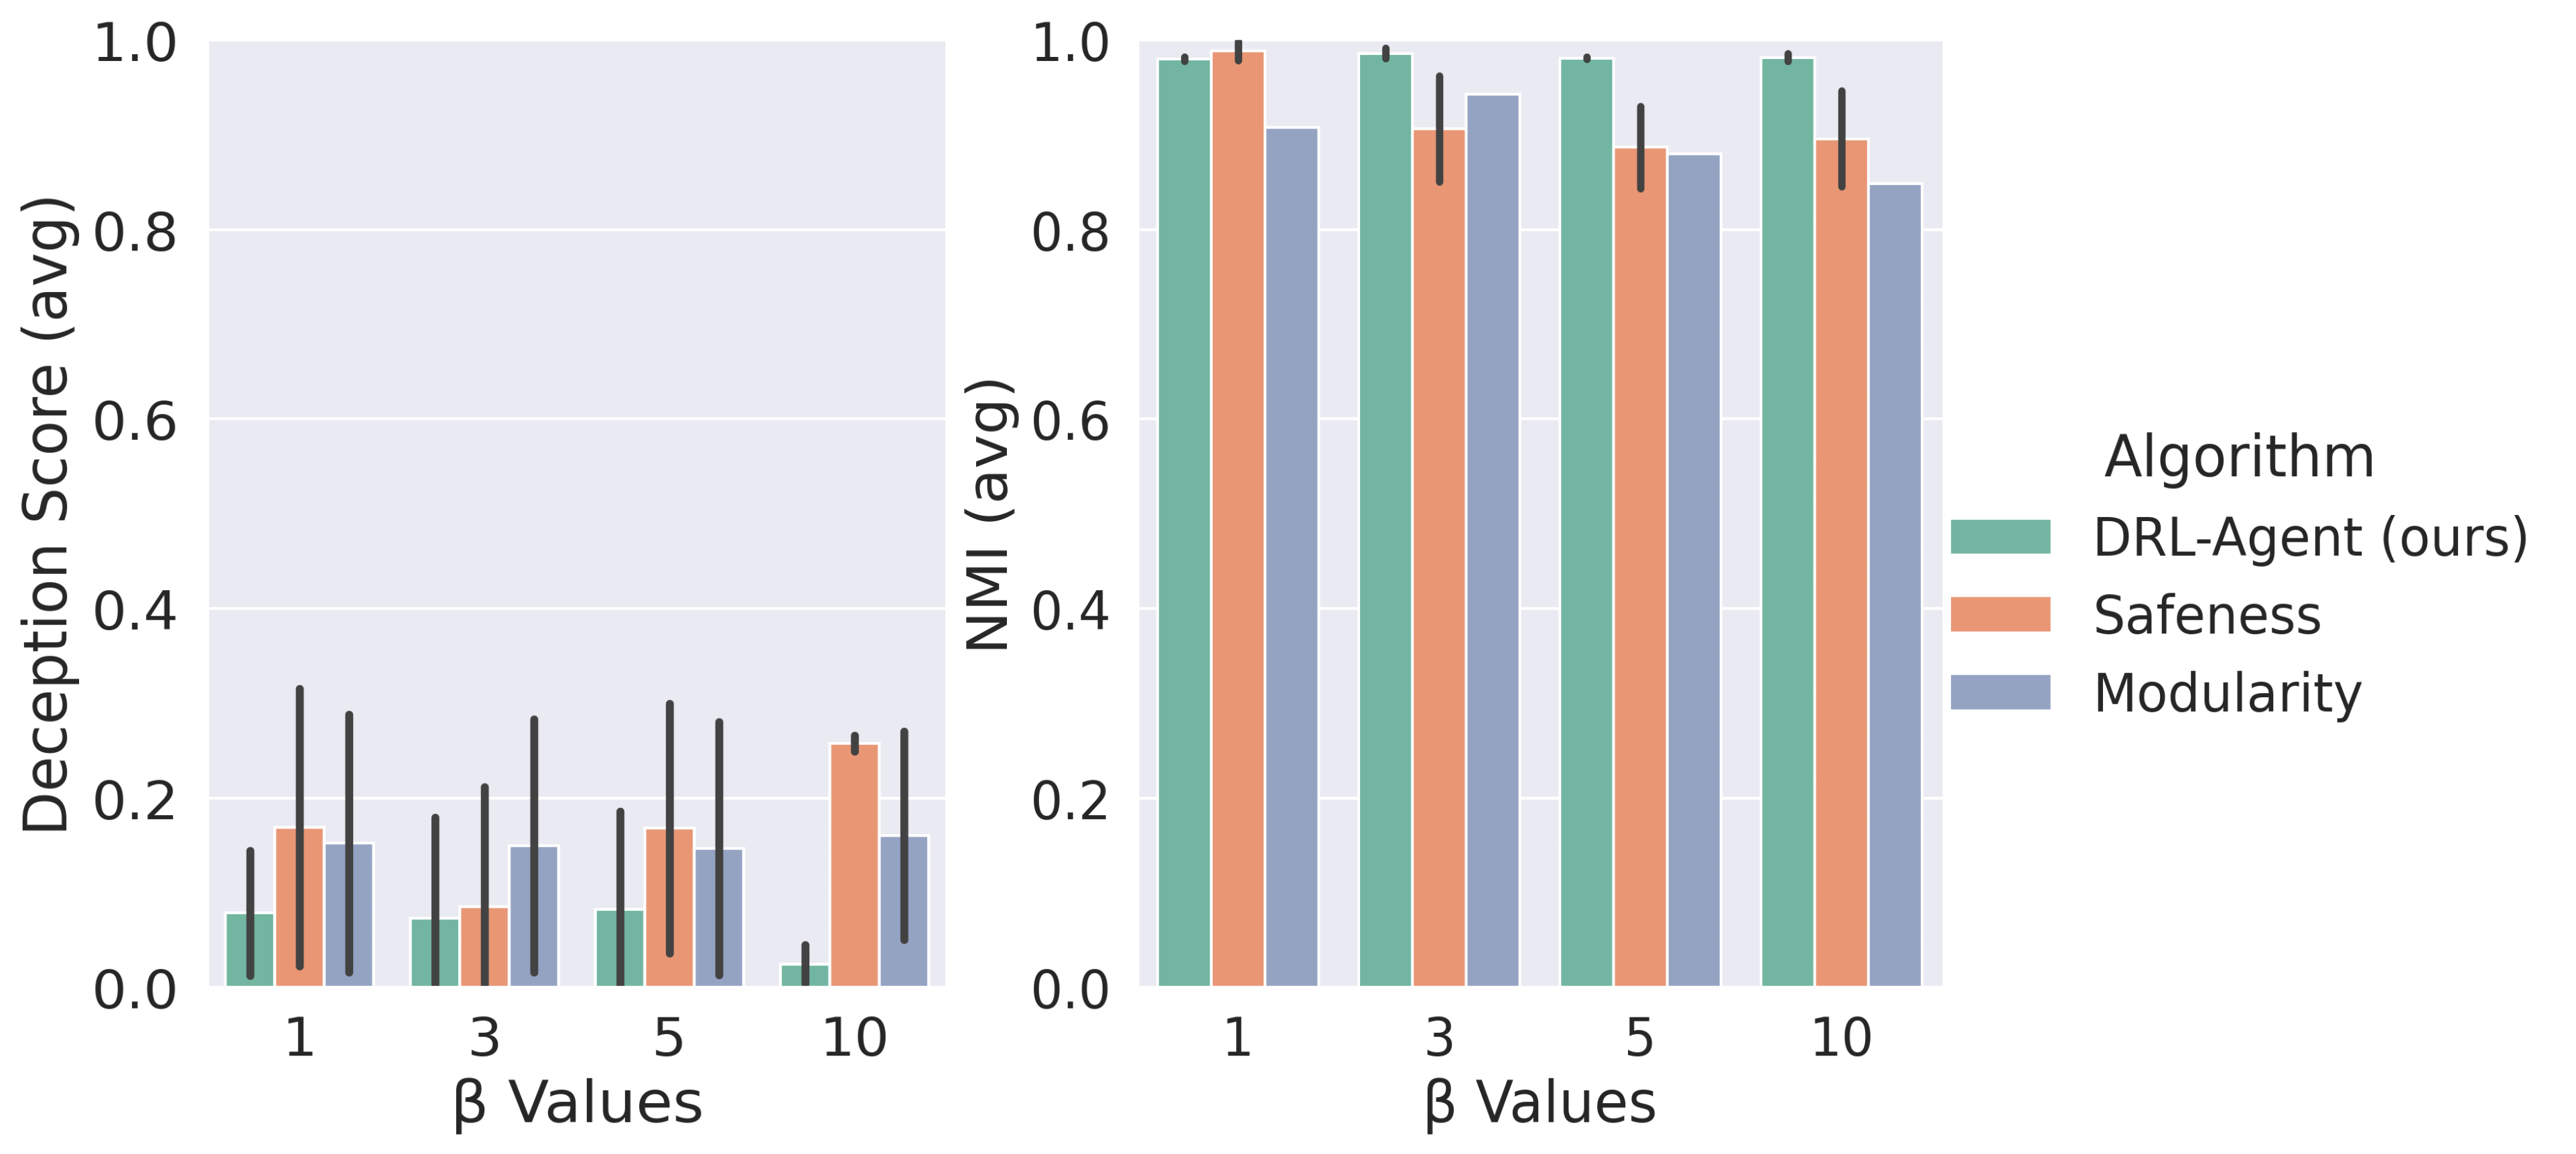 Deception Score (avg)
1.0
0.8
0.6
0.4
0.2
0.0
1 3 5 10
β Values
NMI (avg)
1.0
0.8
0.6
0.4
0.2
0.0
1 3 5 10
β Values
Algorithm
DRL-Agent (ours)
Safeness
Modularity